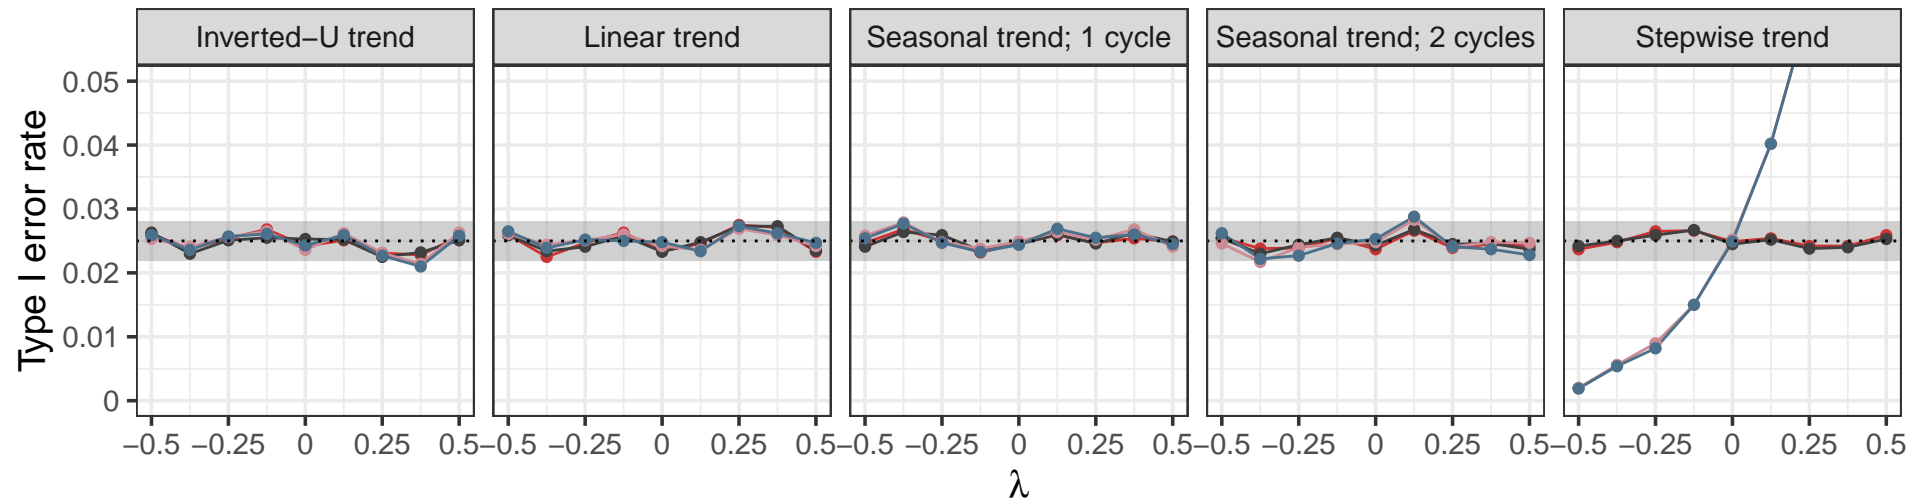 Inverted−U trend
Linear trend
Seasonal trend; 1 cycle
Seasonal trend; 2 cycles
Stepwise trend
Type I error rate
0.05
0.04
0.03
0.02
0.01
0
−0.5 −0.25 0 0.25 0.5
−0.5 −0.25 0 0.25 0.5
−0.5 −0.25 0 0.25 0.5
−0.5 −0.25 0 0.25 0.5
−0.5 −0.25 0 0.25 0.5
λ